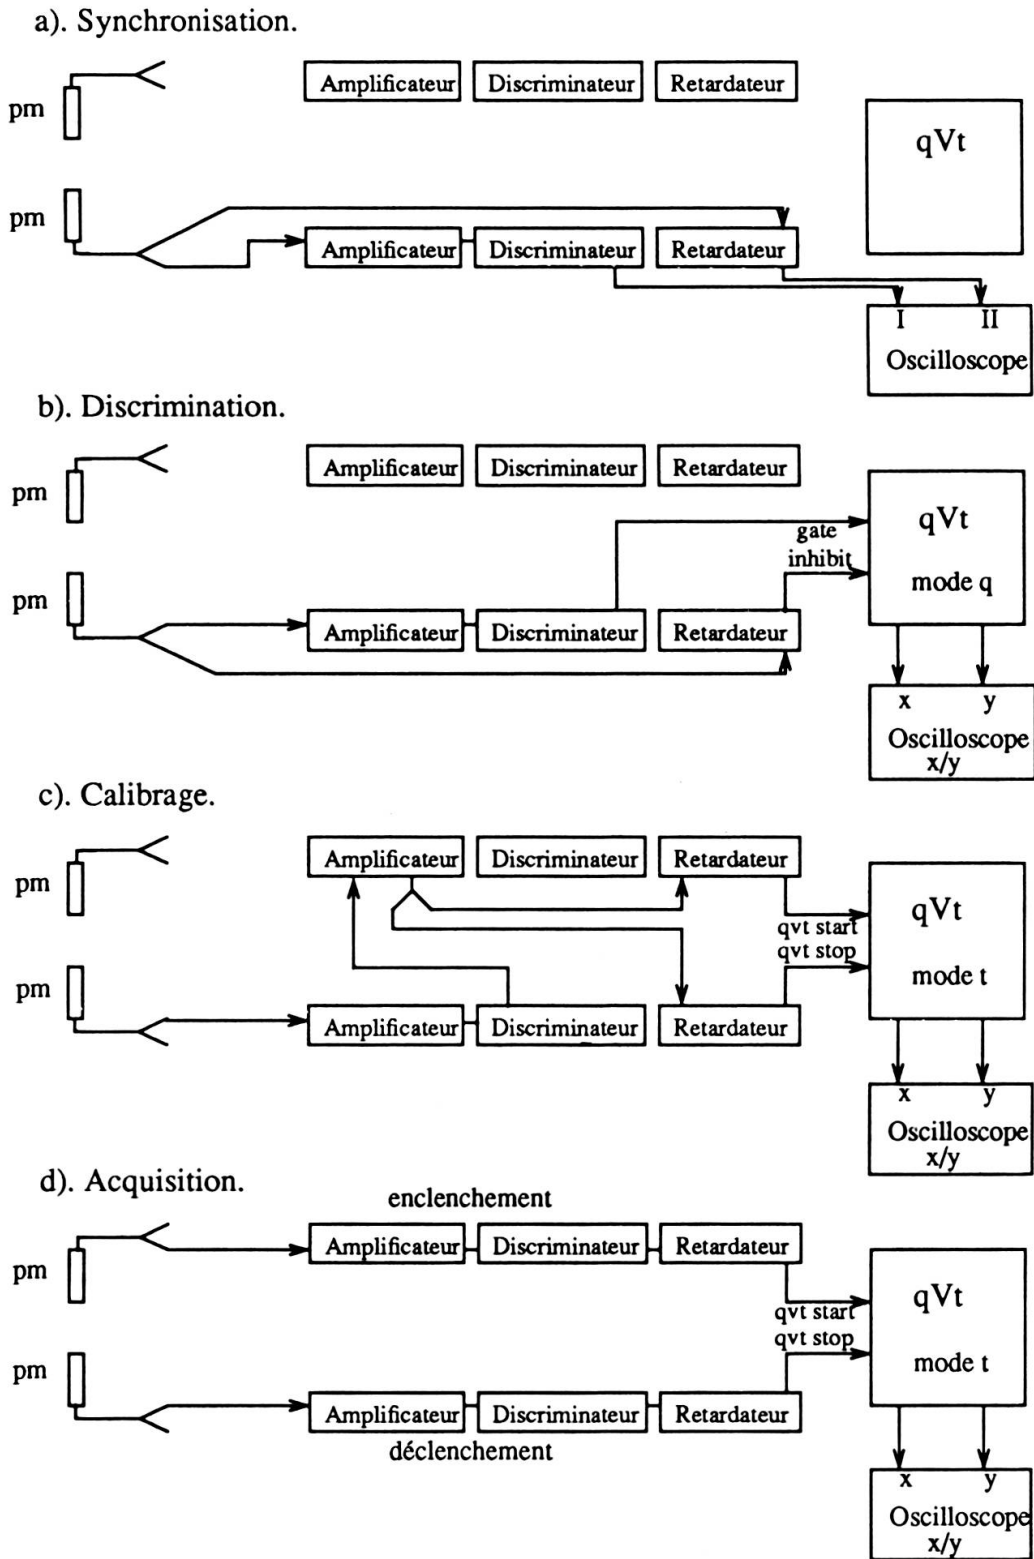 a). Synchronisation.
Amplificateur Discriminateur Retardateur
pm
qVt
pm
Amplificateur Discriminateur Retardateur
I II
Oscilloscope
b). Discrimination.
Amplificateur Discriminateur Retardateur
pm
qVt
gate
inhibit
mode q
pm
Amplificateur Discriminateur Retardateur
x y
Oscilloscope
x/y
c). Calibrage.
Amplificateur Discriminateur Retardateur
pm
qVt
qvt start
qvt stop
mode t
pm
Amplificateur Discriminateur Retardateur
x y
Oscilloscope
x/y
d). Acquisition.
enclenchement
Amplificateur Discriminateur Retardateur
pm
qVt
qvt start
qvt stop
mode t
pm
Amplificateur Discriminateur Retardateur
déclenchement
x y
Oscilloscope
x/y